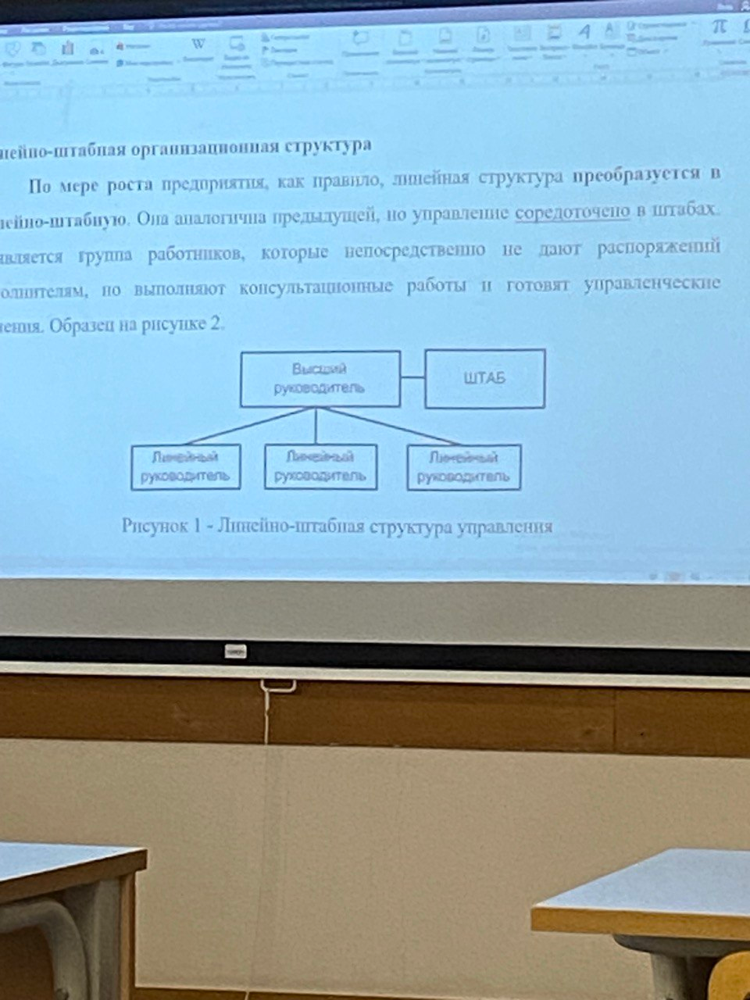 нейно-штабная организационная структура
По мере роста предприятия, как правило, линейная структура преобразуется в
нейно-штабную. Она аналогична предыдущей, но управление соредоточено в штабах.
является группа работников, которые непосредственно не дают распоряжений
олнителям, но выполняют консультационные работы и готовят управленческие
ения. Образец на рисунке 2.
Высший
руководитель
ШТАБ
Линейный
руководитель
Линейный
руководитель
Линейный
руководитель
Рисунок 1 - Линейно-штабная структура управления